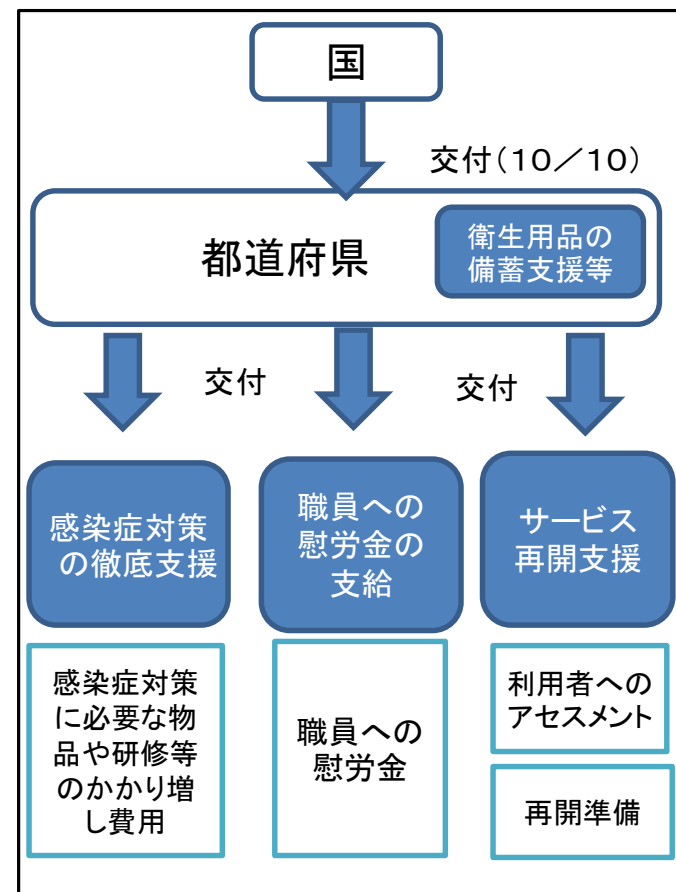 国
交付(10/10)
都道府県
衛生用品の
備蓄支援等
交付
交付
感染症対策
の徹底支援
職員への
慰労金の
支給
サービス
再開支援
感染症対策
に必要な物
品や研修等
のかかり増
し費用
職員への
慰労金
利用者への
アセスメント
再開準備